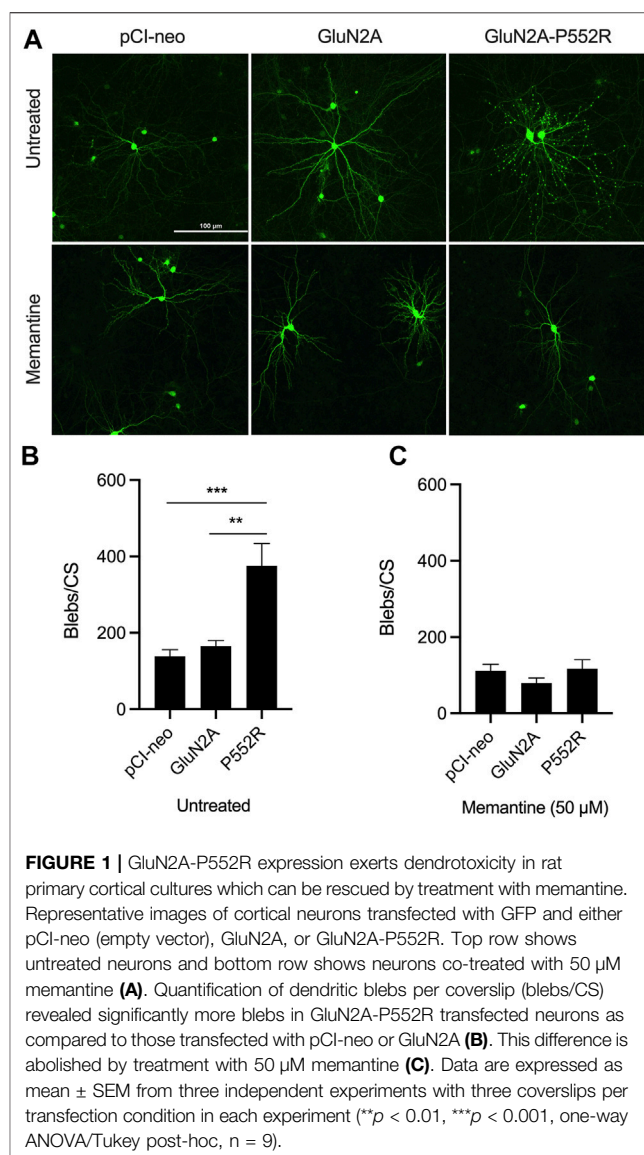 A
pCI-neo GluN2A GluN2A-P552R
Untreated
100 µm
Memantine
B
C
600
400
200
0
Blebs/CS
***
**
pCI-neo
GluN2A
P552R
Untreated
600
400
200
0
Blebs/CS
pCI-neo
GluN2A
P552R
Memantine (50 µM)
FIGURE 1 | GluN2A-P552R expression exerts dendrotoxicity in rat
primary cortical cultures which can be rescued by treatment with memantine.
Representative images of cortical neurons transfected with GFP and either
pCI-neo (empty vector), GluN2A, or GluN2A-P552R. Top row shows
untreated neurons and bottom row shows neurons co-treated with 50 µM
memantine (A). Quantification of dendritic blebs per coverslip (blebs/CS)
revealed significantly more blebs in GluN2A-P552R transfected neurons as
compared to those transfected with pCI-neo or GluN2A (B). This difference is
abolished by treatment with 50 µM memantine (C). Data are expressed as
mean ± SEM from three independent experiments with three coverslips per
transfection condition in each experiment (**p < 0.01, ***p < 0.001, one-way
ANOVA/Tukey post-hoc, n = 9).